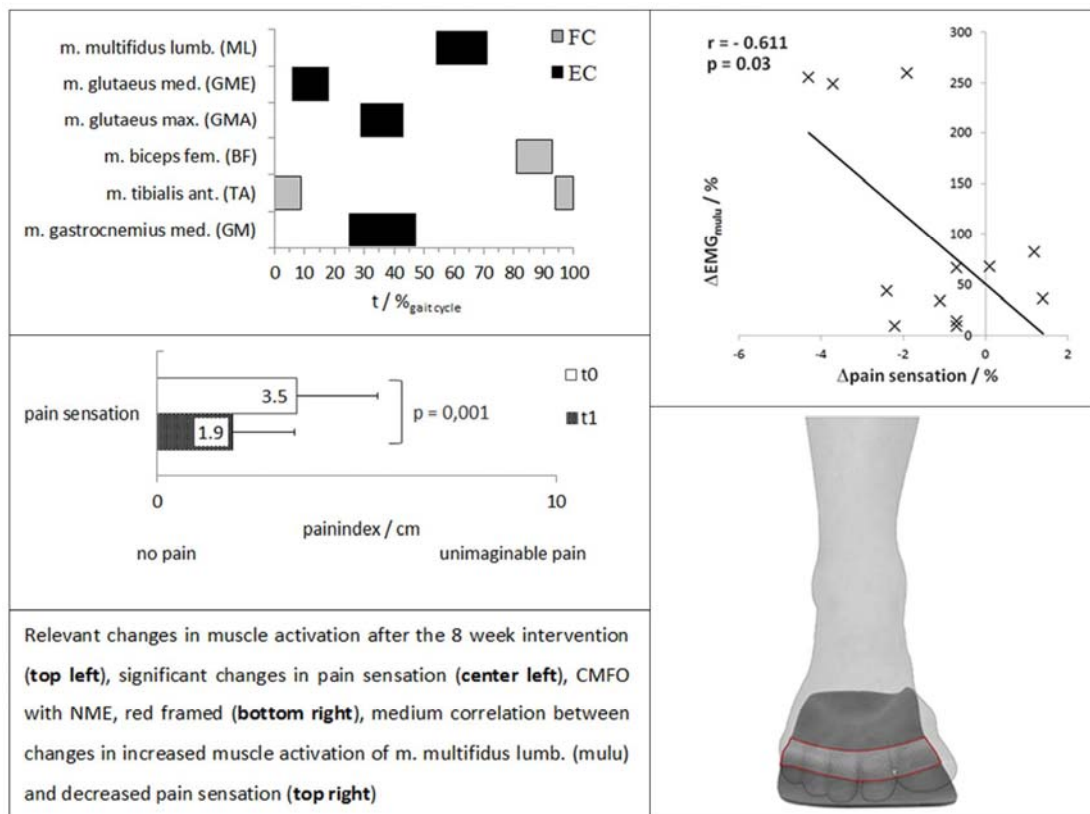 m. multifidus lumb. (ML)
m. glutaeus med. (GME)
m. glutaeus max. (GMA)
m. biceps fem. (BF)
m. tibialis ant. (TA)
m. gastrocnemius med. (GM)
FC
EC
0 10 20 30 40 50 60 70 80 90 100
t / %gait cycle
r = - 0.611
p = 0.03
300
250
200
150
100
50
0
ΔEMGmulu / %
-6 -4 -2 0 2
Δpain sensation / %
pain sensation
3.5
1.9
p = 0,001
t0
t1
0 10
painindex / cm
no pain unimaginable pain
Relevant changes in muscle activation after the 8 week intervention
(top left), significant changes in pain sensation (center left), CMFO
with NME, red framed (bottom right), medium correlation between
changes in increased muscle activation of m. multifidus lumb. (mulu)
and decreased pain sensation (top right)